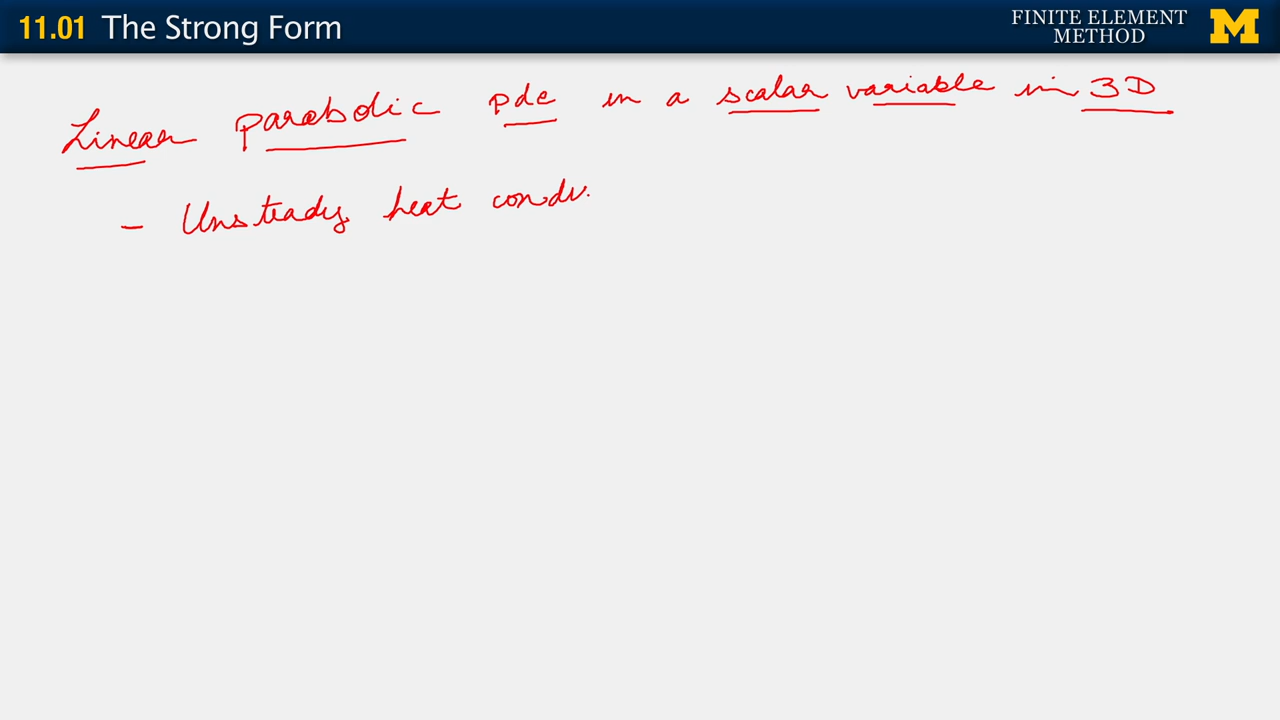 11.01 The Strong Form
FINITE ELEMENT
METHOD
M
Linear parabolic pde in a scalar variable in 3D
- Unsteady heat condu